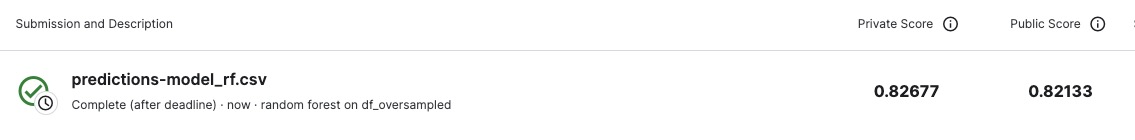 Submission and Description Private Score Public Score
predictions-model_rf.csv 0.82677 0.82133
Complete (after deadline) · now · random forest on df_oversampled